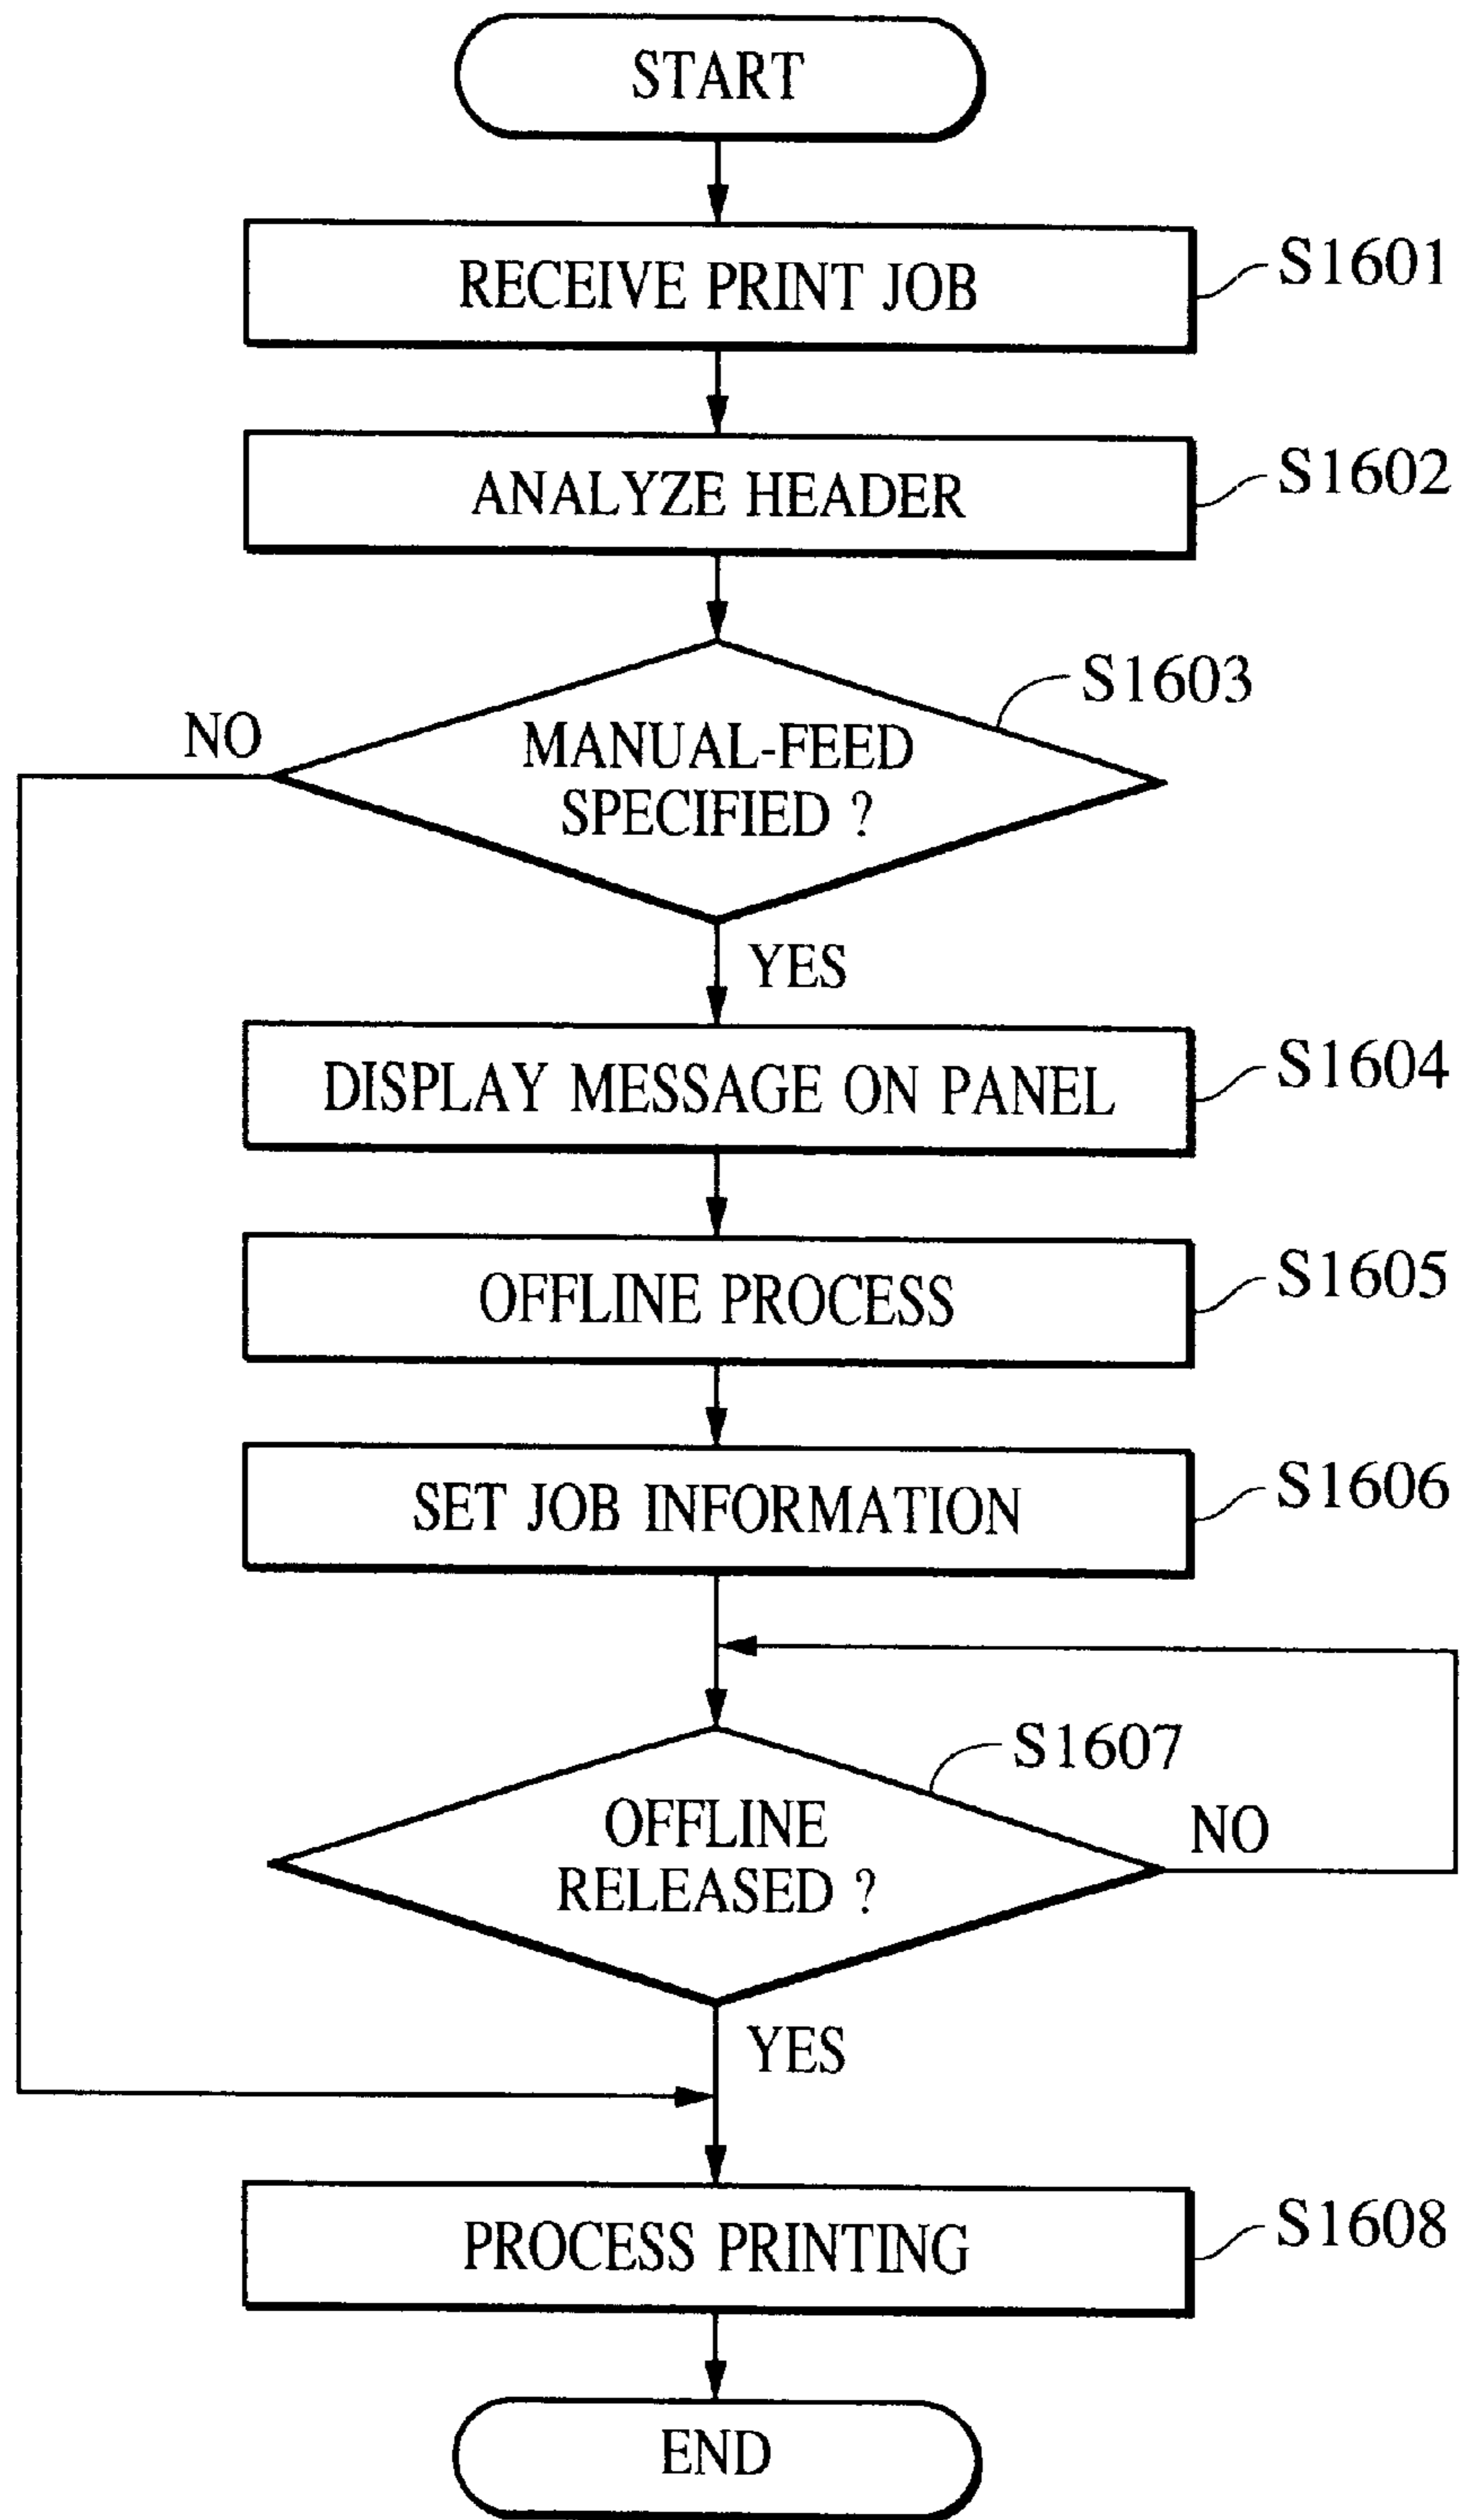 START
RECEIVE PRINT JOB
S1601
ANALYZE HEADER
S1602
S1603
NO
MANUAL-FEED
SPECIFIED ?
YES
DISPLAY MESSAGE ON PANEL
S1604
OFFLINE PROCESS
S1605
SET JOB INFORMATION
S1606
S1607
OFFLINE
RELEASED ?
NO
YES
PROCESS PRINTING
S1608
END